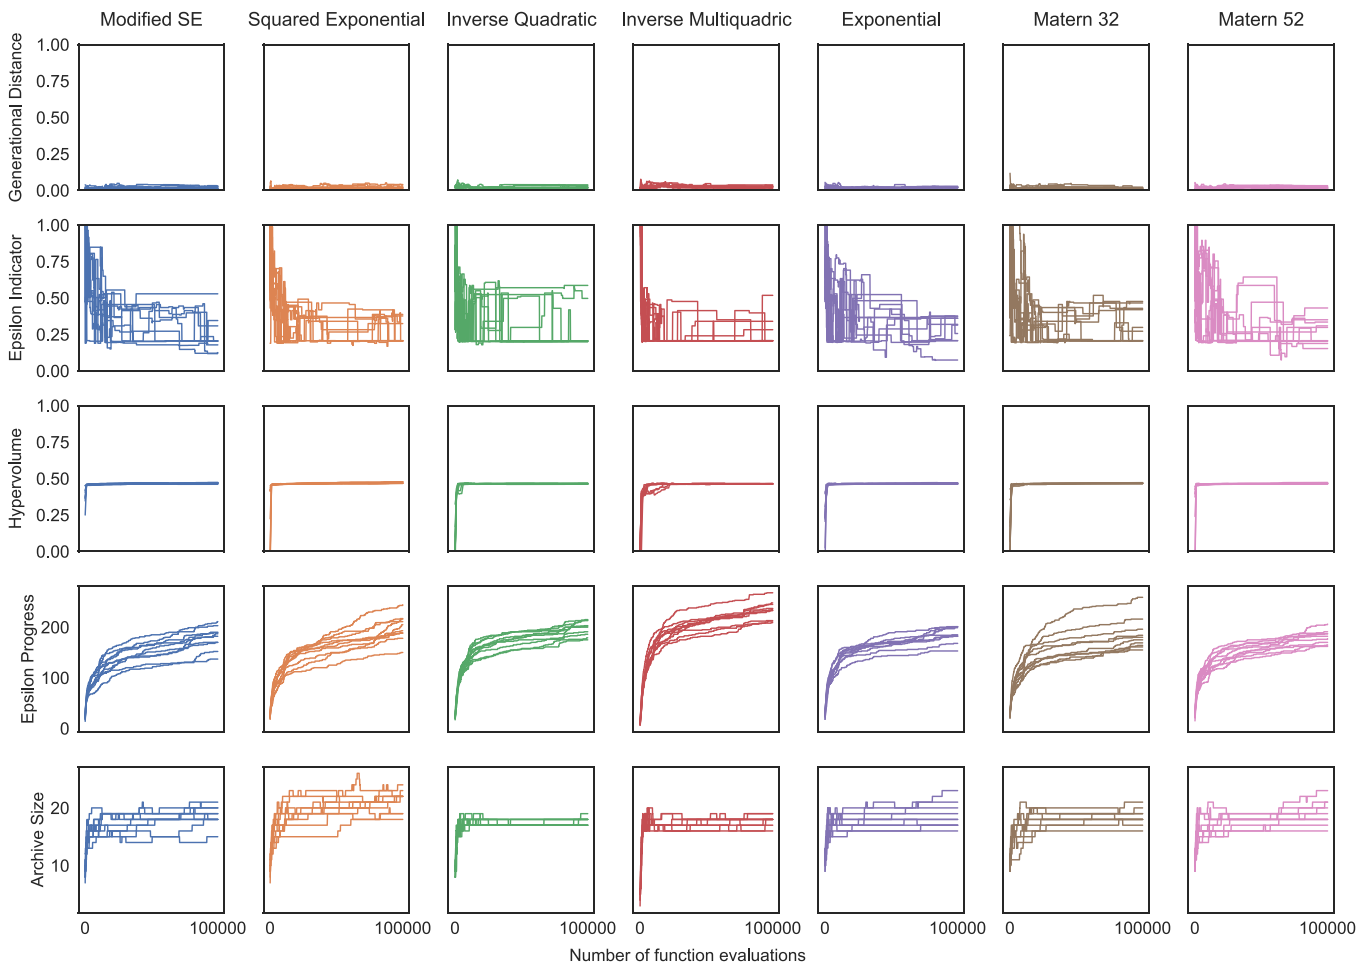 Modified SE Squared Exponential Inverse Quadratic Inverse Multiquadric Exponential Matern 32 Matern 52
Generational Distance
1.00
0.75
0.50
0.25
0.00
Epsilon Indicator
1.00
0.75
0.50
0.25
0.00
Hypervolume
1.00
0.75
0.50
0.25
0.00
Epsilon Progress
200
100
0
Archive Size
20
10
0 100000 0 100000 0 100000 0 100000 0 100000 0 100000 0 100000
Number of function evaluations